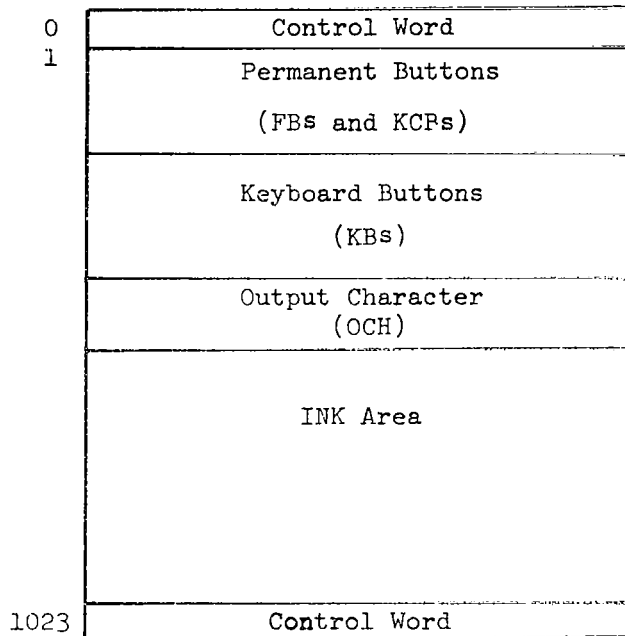 0 Control Word
1
Permanent Buttons
(FBs and KCPs)
Keyboard Buttons
(KBs)
Output Character
(OCH)
INK Area
1023 Control Word